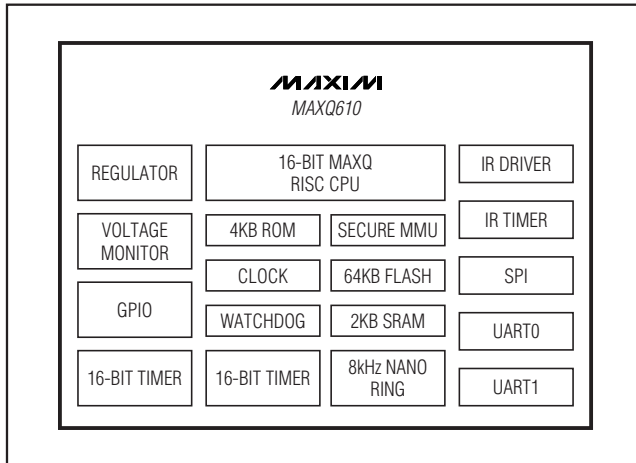 MAXIM
MAXQ610
REGULATOR
16-BIT MAXQ
RISC CPU
IR DRIVER
VOLTAGE
MONITOR
4KB ROM
SECURE MMU
IR TIMER
CLOCK
64KB FLASH
SPI
GPIO
WATCHDOG
2KB SRAM
UART0
16-BIT TIMER
16-BIT TIMER
8kHz NANO
RING
UART1